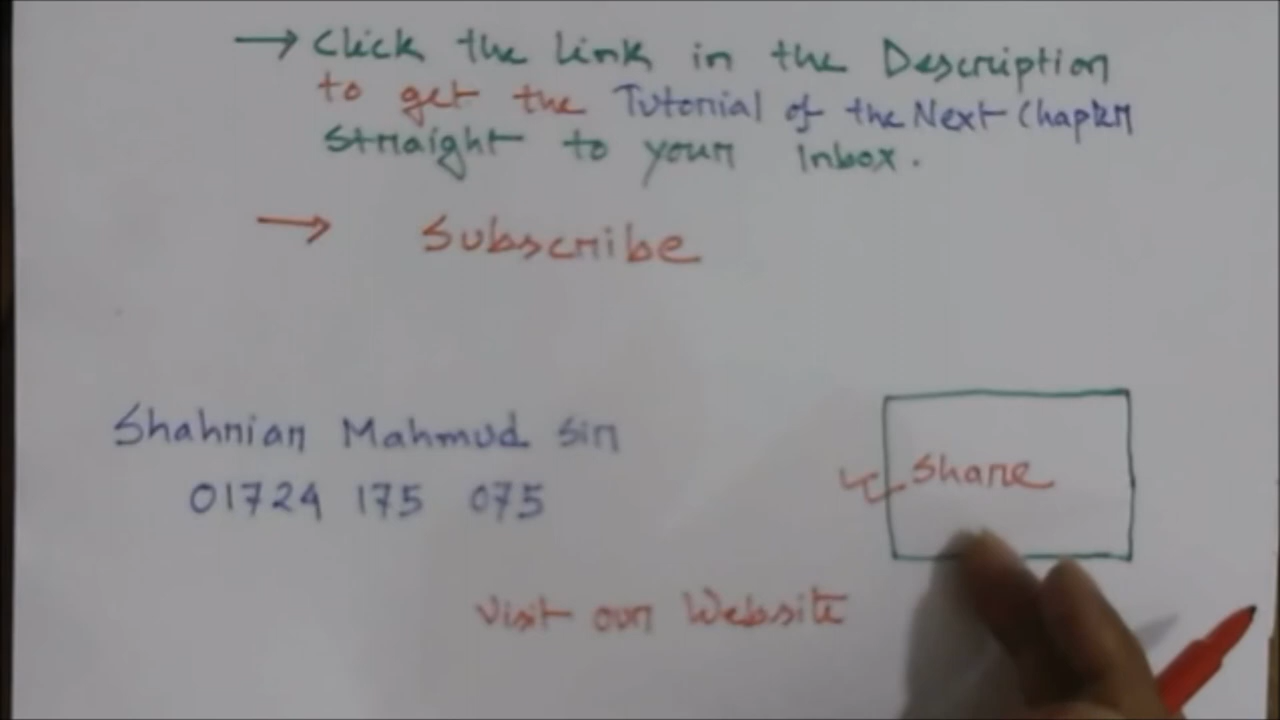 → Click the link in the Description
to get the Tutorial of the Next Chapter
Straight to your Inbox.
→ Subscribe
Shahrian Mahmud Sir
01724 175 075
Share
Visit our Website